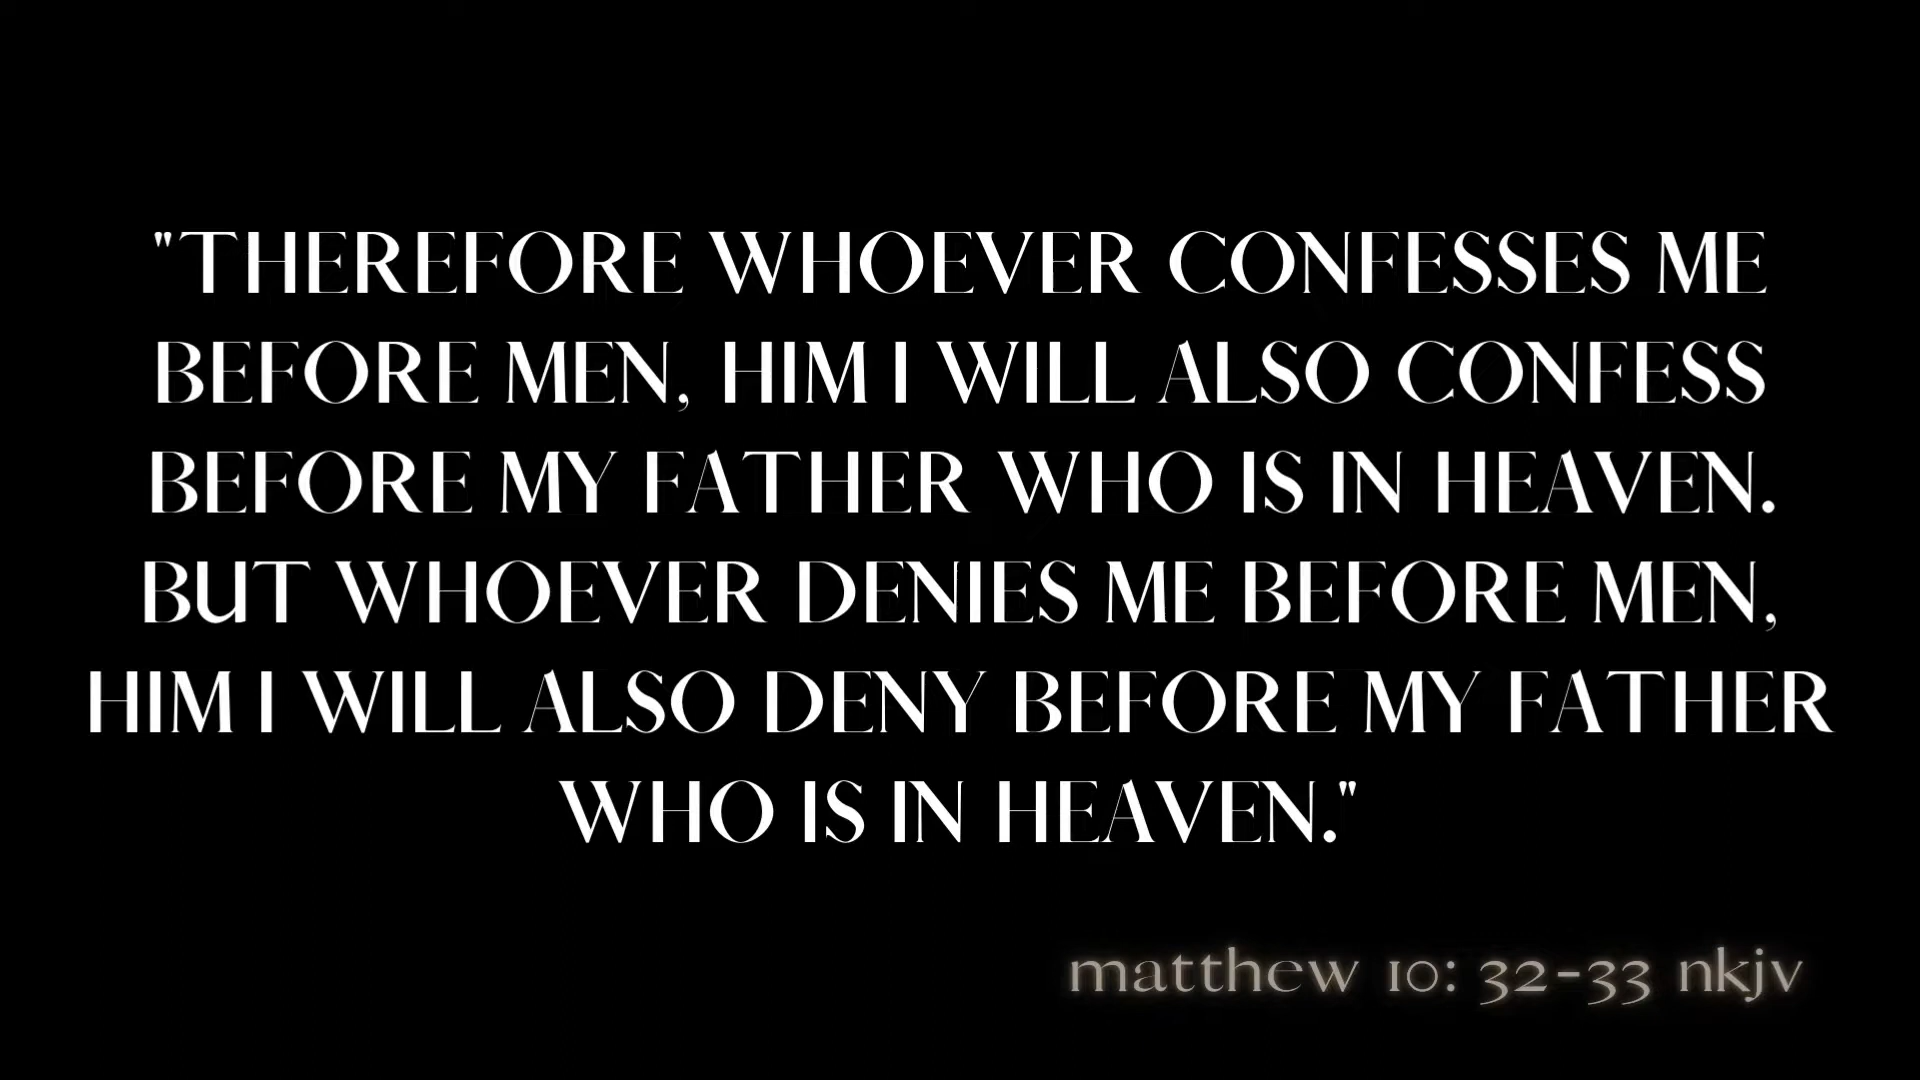 "THEREFORE WHOEVER CONFESSES ME
BEFORE MEN, HIM I WILL ALSO CONFESS
BEFORE MY FATHER WHO IS IN HEAVEN.
BUT WHOEVER DENIES ME BEFORE MEN,
HIM I WILL ALSO DENY BEFORE MY FATHER
WHO IS IN HEAVEN."
matthew 10: 32-33 nkjv